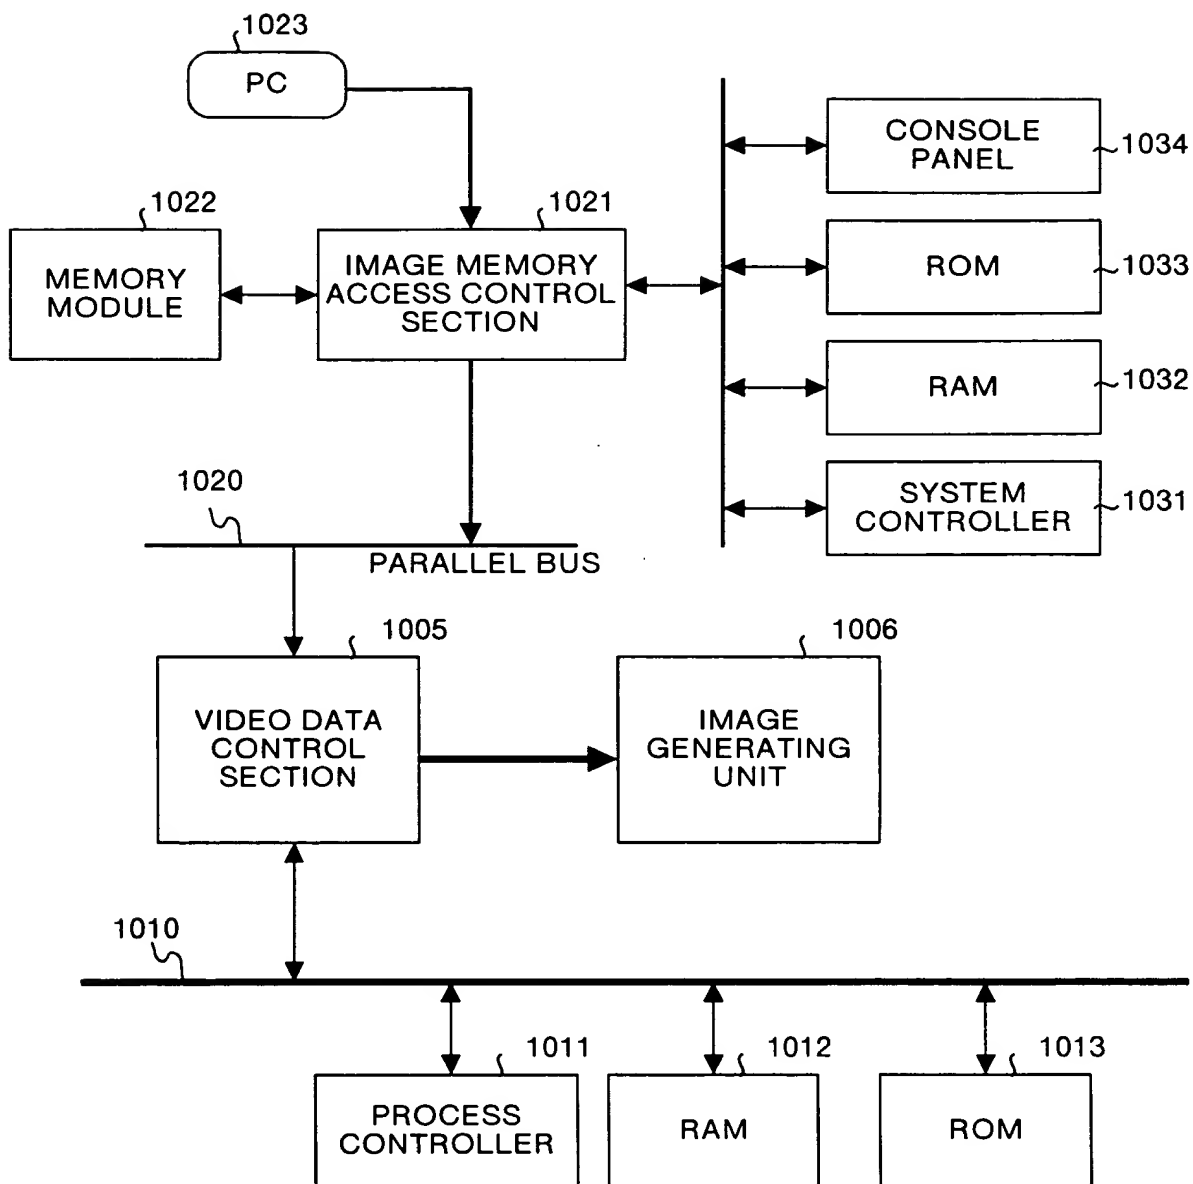 1023
PC
1022
MEMORY
MODULE
1021
IMAGE MEMORY
ACCESS CONTROL
SECTION
CONSOLE
PANEL
1034
ROM
1033
RAM
1032
SYSTEM
CONTROLLER
1031
1020
PARALLEL BUS
1005
VIDEO DATA
CONTROL
SECTION
1006
IMAGE
GENERATING
UNIT
1010
1011
PROCESS
CONTROLLER
1012
RAM
1013
ROM